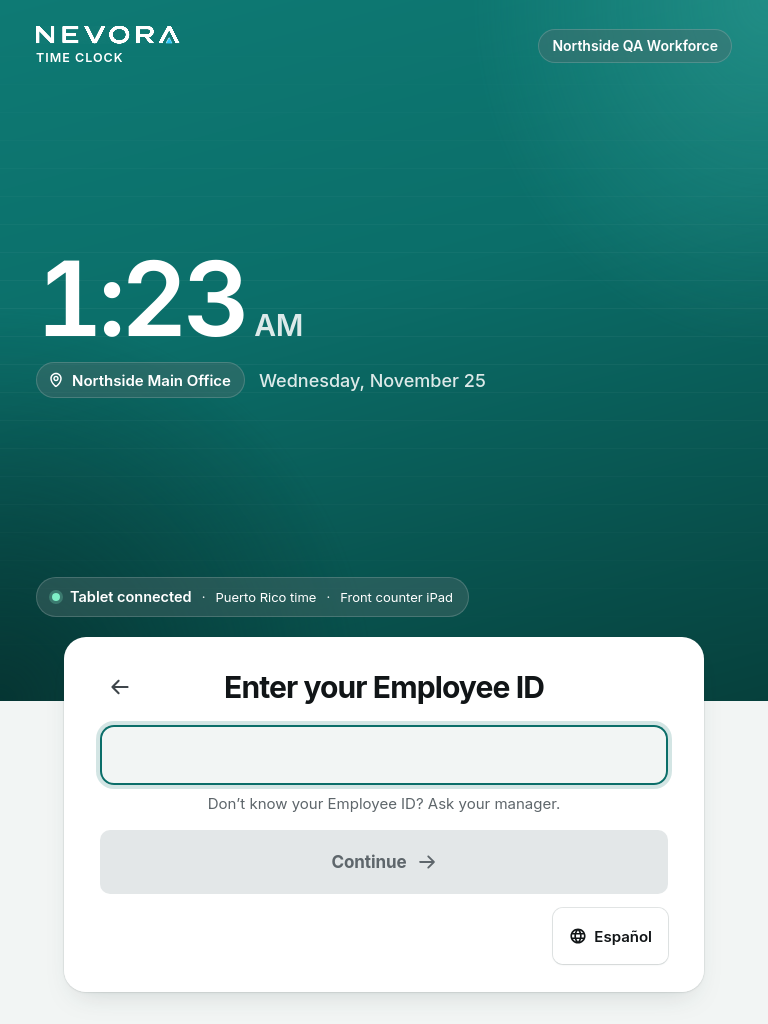 NEVORA
TIME CLOCK
Northside QA Workforce
1:23 AM
Northside Main Office
Wednesday, November 25
Tablet connected · Puerto Rico time · Front counter iPad
Enter your Employee ID
Don’t know your Employee ID? Ask your manager.
Continue
Español